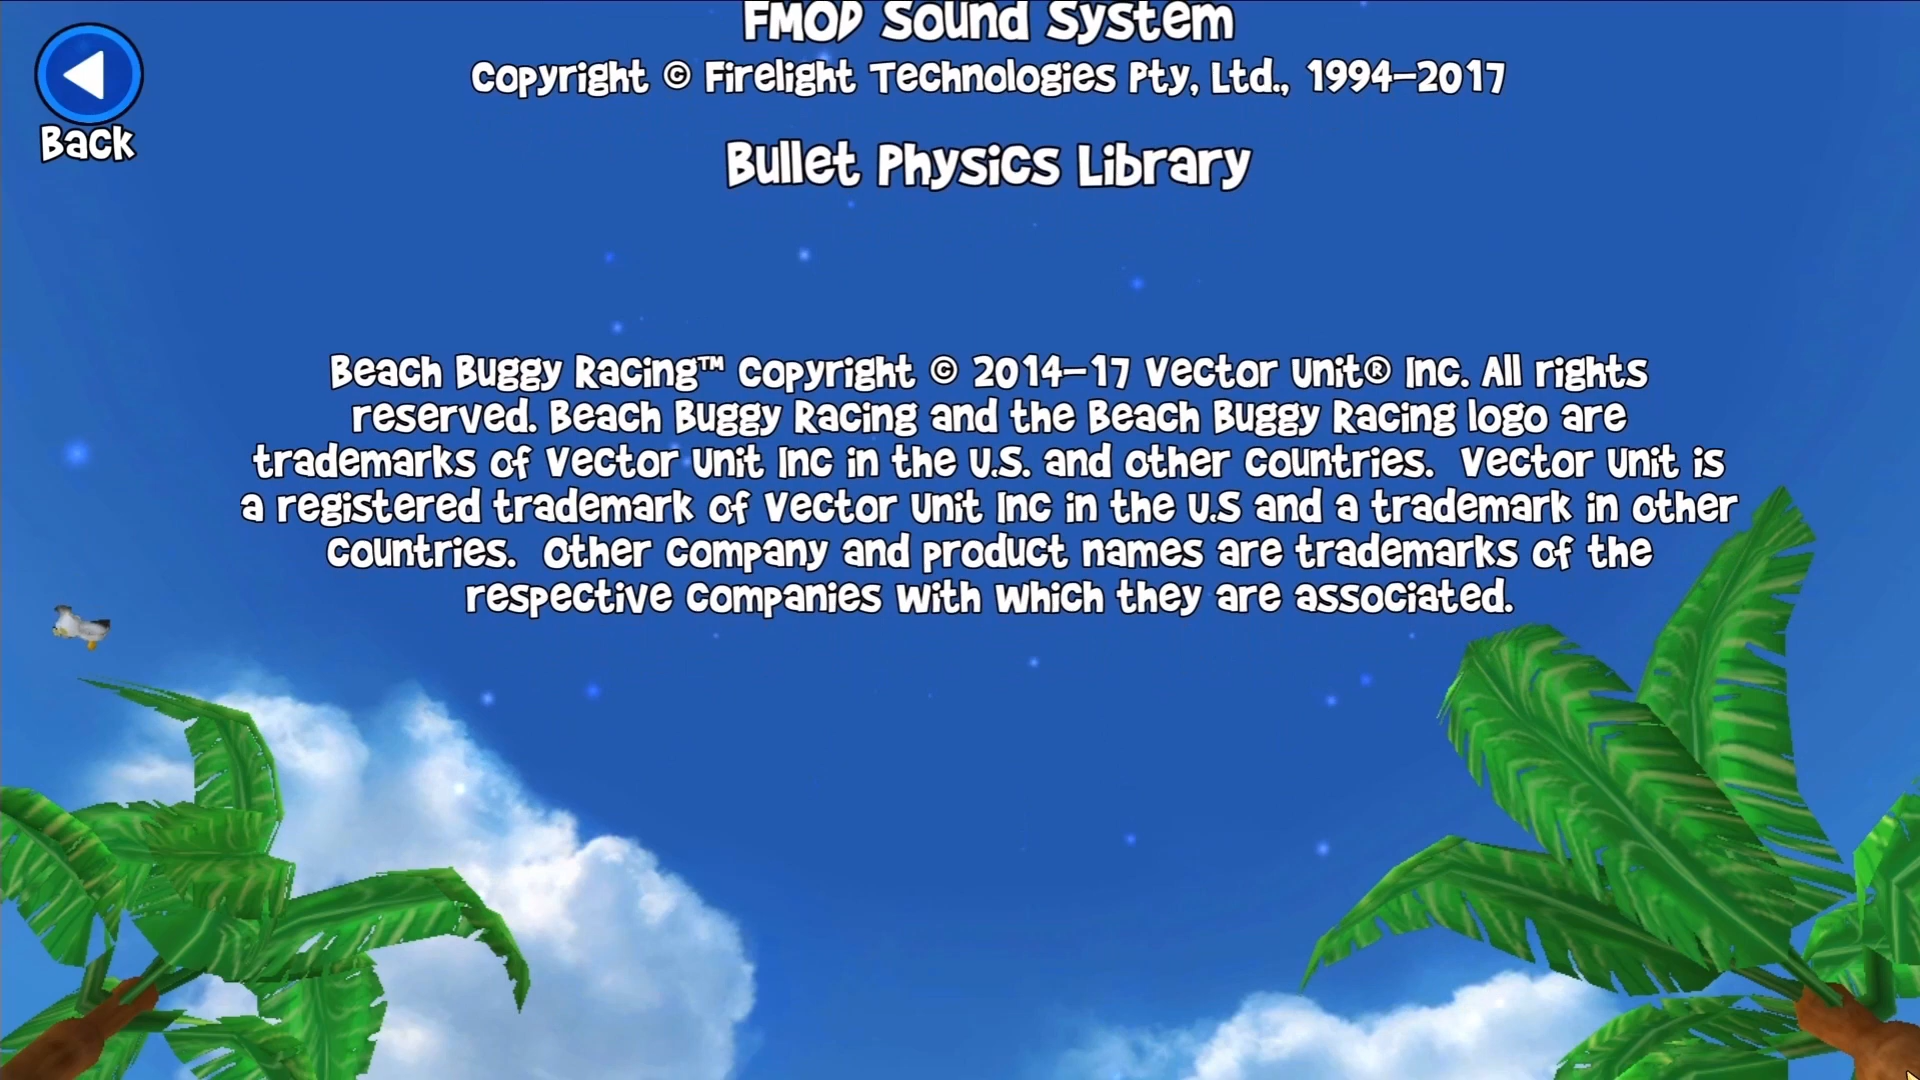 FMOD Sound System
Copyright © Firelight Technologies Pty, Ltd., 1994-2017
Back
Bullet Physics Library
Beach Buggy Racing™ Copyright © 2014-17 Vector Unit® Inc. All rights
reserved. Beach Buggy Racing and the Beach Buggy Racing logo are
trademarks of Vector Unit Inc in the U.S. and other countries.  Vector Unit is
a registered trademark of Vector Unit Inc in the U.S and a trademark in other
countries.  Other company and product names are trademarks of the
respective companies with which they are associated.